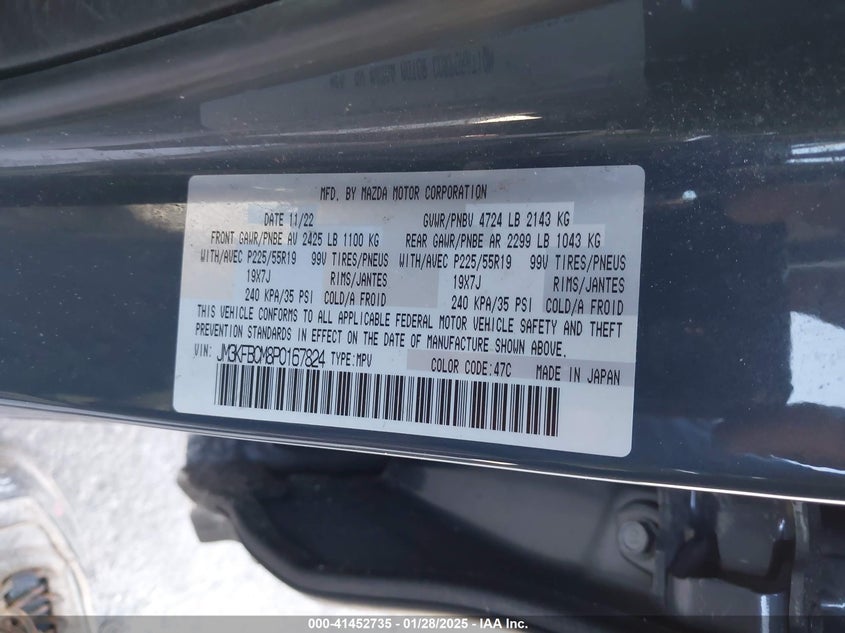 MFD. BY MAZDA MOTOR CORPORATION
DATE 11/22 GVWR/PNBV 4724 LB 2143 KG
FRONT GAWR/PNBE AV 2425 LB 1100 KG REAR GAWR/PNBE AR 2299 LB 1043 KG
WITH/AVEC P225/55R19 99V TIRES/PNEUS WITH/AVEC P225/55R19 99V TIRES/PNEUS
19X7J RIMS/JANTES 19X7J RIMS/JANTES
240 KPA/35 PSI COLD/A FROID 240 KPA/35 PSI COLD/A FROID
THIS VEHICLE CONFORMS TO ALL APPLICABLE FEDERAL MOTOR VEHICLE SAFETY AND THEFT
PREVENTION STANDARDS IN EFFECT ON THE DATE OF MANUFACTURE SHOWN ABOVE.
VIN: JM3KFBCM8P0167824 TYPE:MPV COLOR CODE:47C MADE IN JAPAN
000-41452735 - 01/28/2025 - IAA Inc.